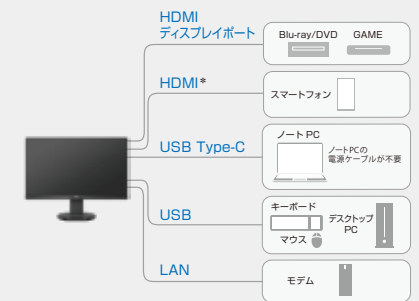 HDMI
ディスプレイポート
Blu-ray/DVD
GAME
HDMI*
スマートフォン
USB Type-C
ノート PC
ノートPCの
電源ケーブルが不要
USB
キーボード
マウス
デスクトップ
PC
LAN
モデム